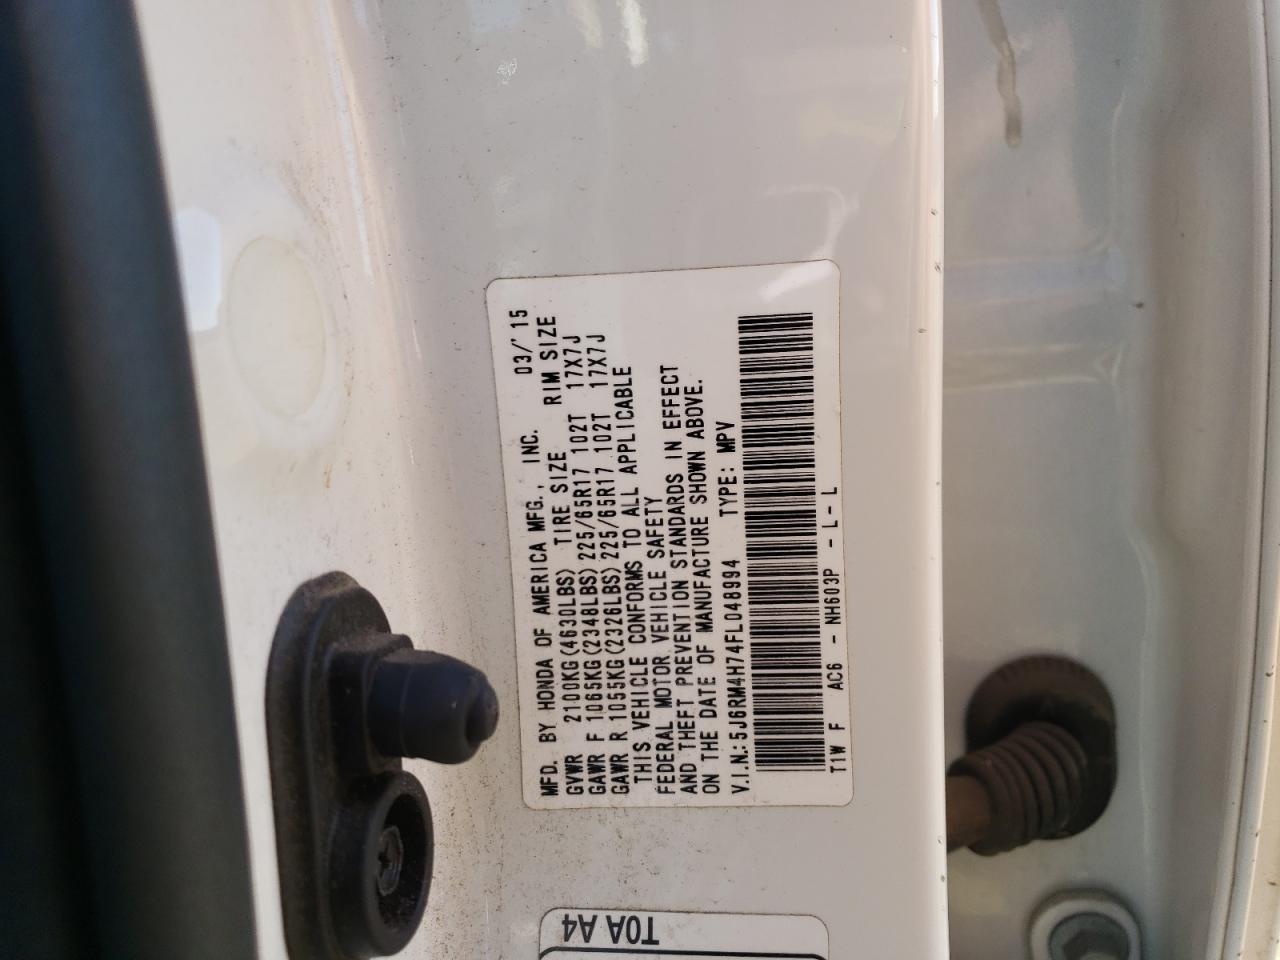 MFD. BY HONDA OF AMERICA MFG., INC. 03/'15
GVWR 2100KG(4630LBS) TIRE SIZE RIM SIZE
GAWR F 1065KG(2348LBS) 225/65R17 102T 17X7J
GAWR R 1055KG(2326LBS) 225/65R17 102T 17X7J
THIS VEHICLE CONFORMS TO ALL APPLICABLE
FEDERAL MOTOR VEHICLE SAFETY
AND THEFT PREVENTION STANDARDS IN EFFECT
ON THE DATE OF MANUFACTURE SHOWN ABOVE.
V.I.N.:5J6RM4H74FL048994 TYPE: MPV
T1W F AC6 - NH603P - L - L
T0A A4